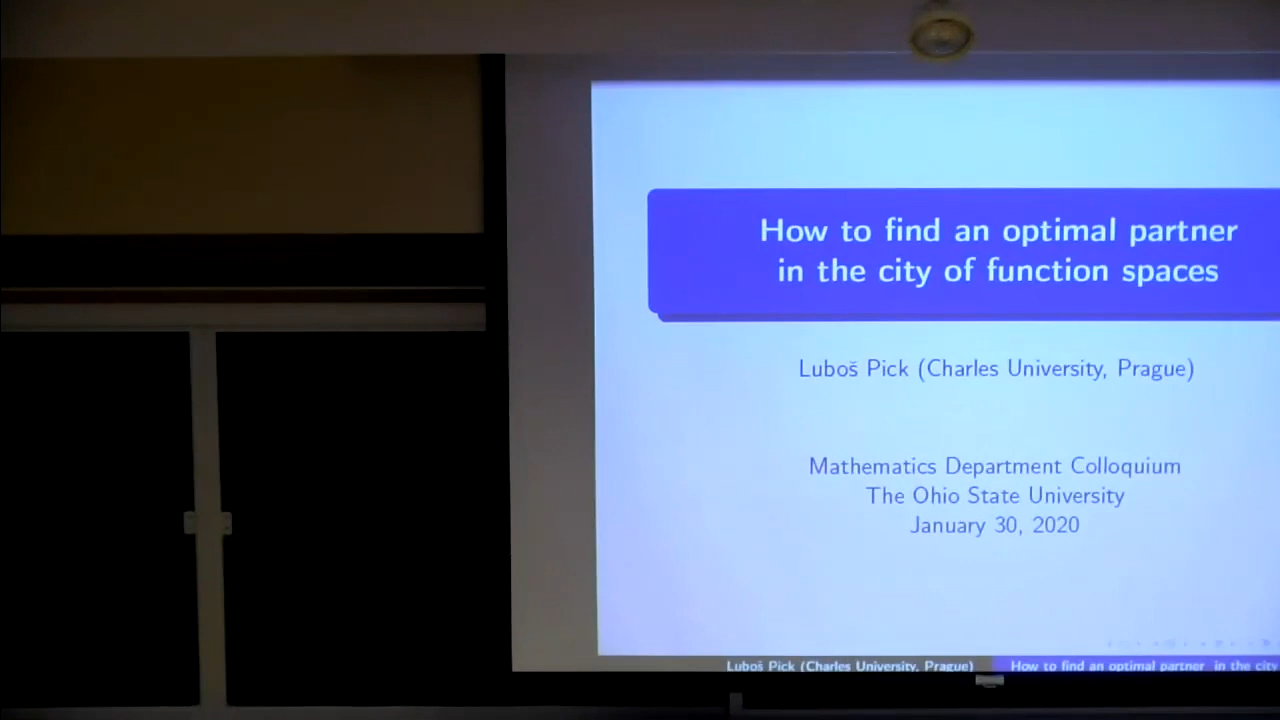 How to find an optimal partner
in the city of function spaces
Luboš Pick (Charles University, Prague)
Mathematics Department Colloquium
The Ohio State University
January 30, 2020
Luboš Pick (Charles University, Prague)
How to find an optimal partner in the city